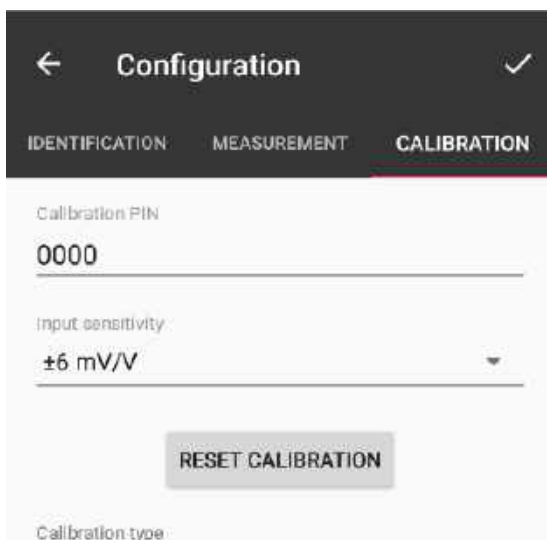 Configuration
IDENTIFICATION MEASUREMENT CALIBRATION
Calibration PIN
0000
Input sensitivity
±6 mV/V
RESET CALIBRATION
Calibration type